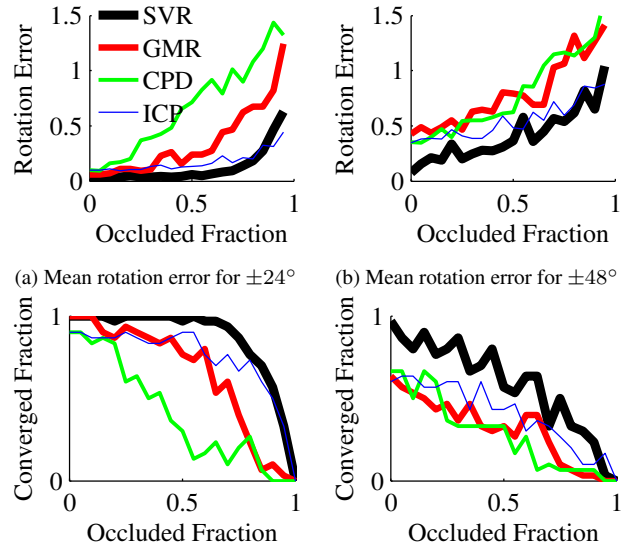 SVR
GMR
CPD
ICP
1.5
1
0.5
0
0
0.5
1
Rotation Error
Occluded Fraction
1.5
1
0.5
0
0
0.5
1
Rotation Error
Occluded Fraction
(a) Mean rotation error for ±24°
(b) Mean rotation error for ±48°
1
0
0
0.5
1
Converged Fraction
Occluded Fraction
1
0
0
0.5
1
Converged Fraction
Occluded Fraction